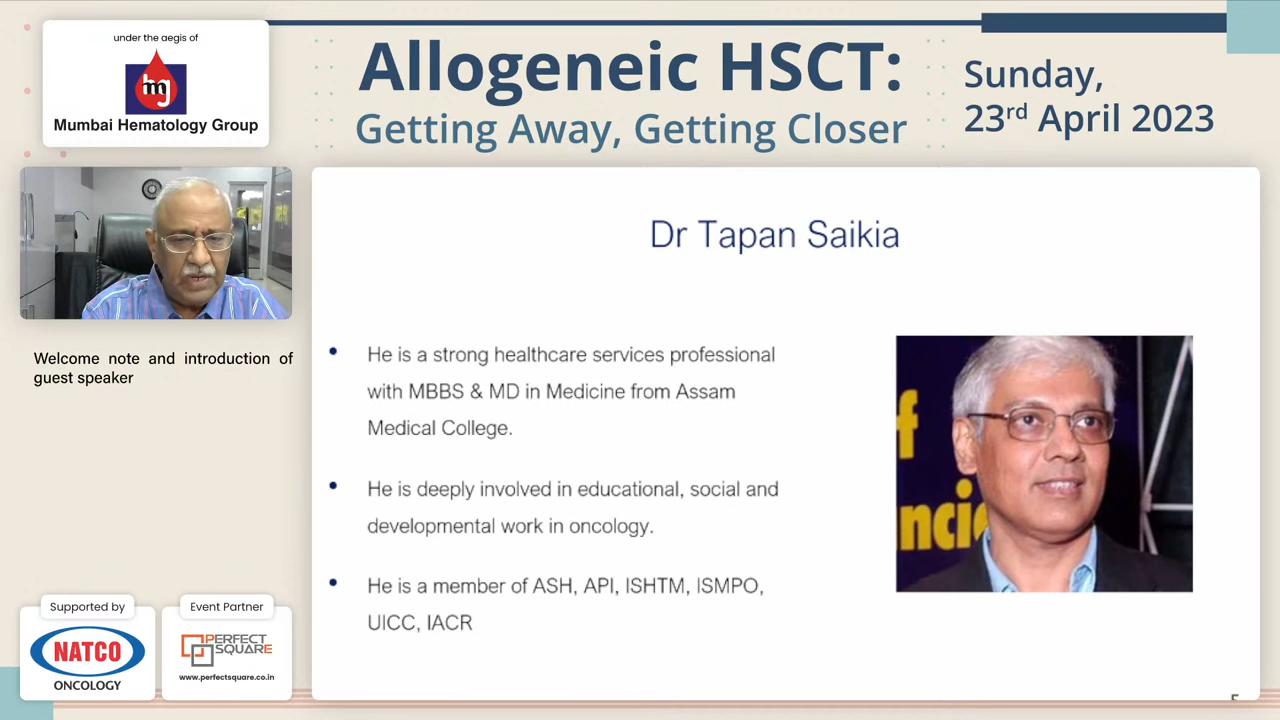 under the aegis of
mg
Mumbai Hematology Group
Allogeneic HSCT:
Getting Away, Getting Closer
Sunday,
23rd April 2023
Welcome note and introduction of
guest speaker
Dr Tapan Saikia
• He is a strong healthcare services professional
with MBBS & MD in Medicine from Assam
Medical College.
• He is deeply involved in educational, social and
developmental work in oncology.
• He is a member of ASH, API, ISHTM, ISMPO,
UICC, IACR
f
nci
Supported by
NATCO
ONCOLOGY
Event Partner
PERFECT
SQUARE
www.perfectsquare.co.in